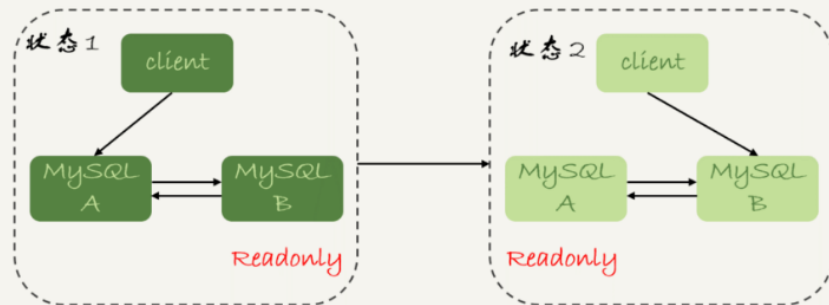 状态1
client
MySQL
A
MySQL
B
Readonly
状态2
client
MySQL
A
MySQL
B
Readonly